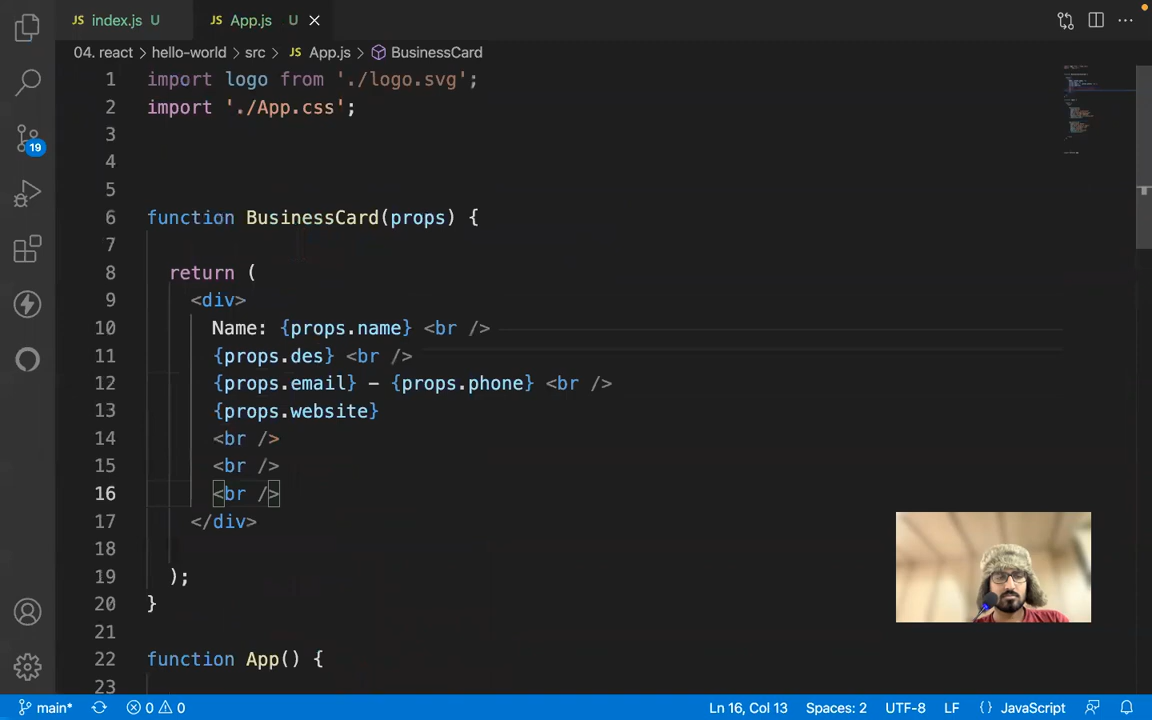 JS index.js U JS App.js U
04. react > hello-world > src > JS App.js > BusinessCard
1 import logo from './logo.svg';
2 import './App.css';
3
4
5
6 function BusinessCard(props) {
7
8 return (
9 <div>
10 Name: {props.name} <br />
11 {props.des} <br />
12 {props.email} - {props.phone} <br />
13 {props.website}
14 <br />
15 <br />
16 <br />
17 </div>
18
19 );
20 }
21
22 function App() {
23
19
main* 0 0 Ln 16, Col 13 Spaces: 2 UTF-8 LF {} JavaScript